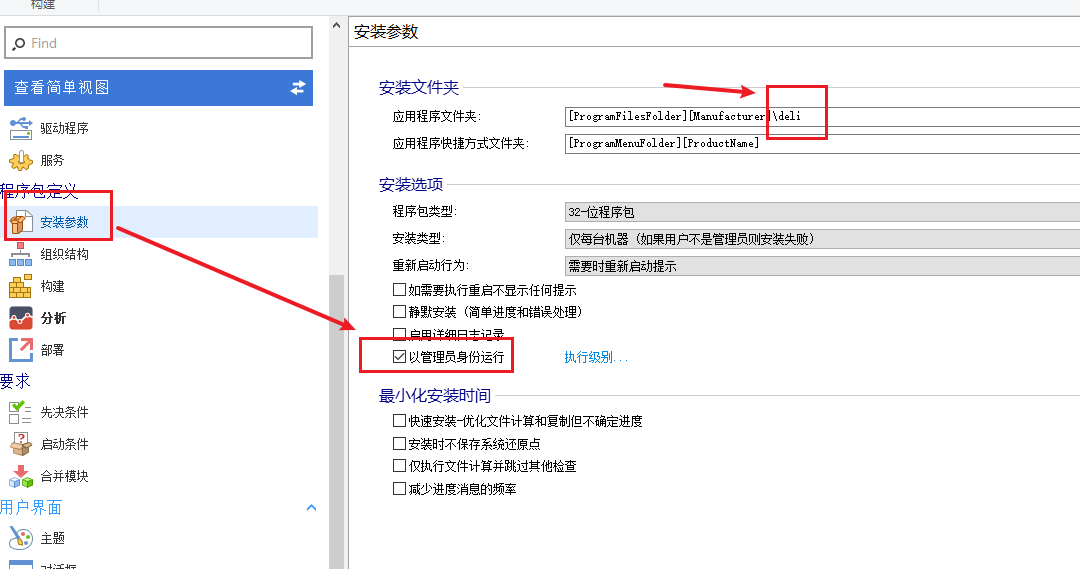 构建
Find
查看简单视图
驱动程序
服务
程序包定义
安装参数
组织结构
构建
分析
部署
要求
先决条件
启动条件
合并模块
用户界面
主题
对话框
安装参数
安装文件夹
应用程序文件夹: [ProgramFilesFolder][Manufacturer]\deli
应用程序快捷方式文件夹: [ProgramMenuFolder][ProductName]
安装选项
程序包类型: 32-位程序包
安装类型: 仅每台机器（如果用户不是管理员则安装失败）
重新启动行为: 需要时重新启动提示
如需要执行重启不显示任何提示
静默安装（简单进度和错误处理）
启用详细日志记录
以管理员身份运行 执行级别...
最小化安装时间
快速安装-优化文件计算和复制但不确定进度
安装时不保存系统还原点
仅执行文件计算并跳过其他检查
减少进度消息的频率